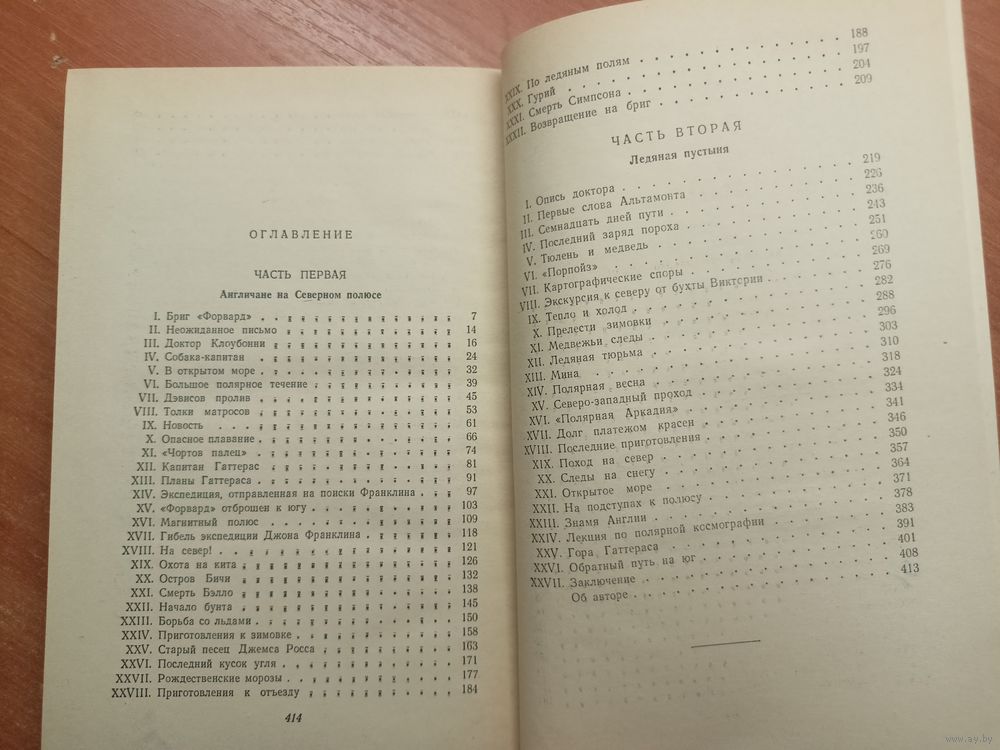 ОГЛАВЛЕНИЕ
ЧАСТЬ ПЕРВАЯ
Англичане на Северном полюсе
I. Бриг «Форвард» 7
II. Неожиданное письмо 14
III. Доктор Клоубонни 16
IV. Собака-капитан 24
V. В открытом море 32
VI. Большое полярное течение 39
VII. Дэвисов пролив 45
VIII. Толки матросов 53
IX. Новость 61
X. Опасное плавание 66
XI. «Чортов палец» 74
XII. Капитан Гаттерас 81
XIII. Планы Гаттераса 91
XIV. Экспедиция, отправленная на поиски Франклина 97
XV. «Форвард» отброшен к югу 103
XVI. Магнитный полюс 109
XVII. Гибель экспедиции Джона Франклина 118
XVIII. На север! 121
XIX. Охота на кита 126
XX. Остров Бичи 132
XXI. Смерть Бэлло 138
XXII. Начало бунта 145
XXIII. Борьба со льдами 150
XXIV. Приготовления к зимовке 158
XXV. Старый песец Джемса Росса 163
XXVI. Последний кусок угля 171
XXVII. Рождественские морозы 177
XXVIII. Приготовления к отъезду 184
414
XXIX. По ледяным полям 188
XXX. Гурий 197
XXXI. Смерть Симпсона 204
XXXII. Возвращение на бриг 209
ЧАСТЬ ВТОРАЯ
Ледяная пустыня
I. Опись доктора 219
II. Первые слова Альтамонта 226
III. Семнадцать дней пути 236
IV. Последний заряд пороха 243
V. Тюлень и медведь 251
VI. «Порпойз» 260
VII. Картографические споры 269
VIII. Экскурсия к северу от бухты Виктории 276
IX. Тепло и холод 282
X. Прелести зимовки 288
XI. Медвежьи следы 296
XII. Ледяная тюрьма 303
XIII. Мина 310
XIV. Полярная весна 318
XV. Северо-западный проход 324
XVI. «Полярная Аркадия» 334
XVII. Долг платежом красен 341
XVIII. Последние приготовления 346
XIX. Поход на север 350
XX. Следы на снегу 357
XXI. Открытое море 364
XXII. На подступах к полюсу 371
XXIII. Знамя Англии 378
XXIV. Лекция по полярной космографии 383
XXV. Гора Гаттераса 391
XXVI. Обратный путь на юг 401
XXVII. Заключение 408
Об авторе 413
www.ay.by